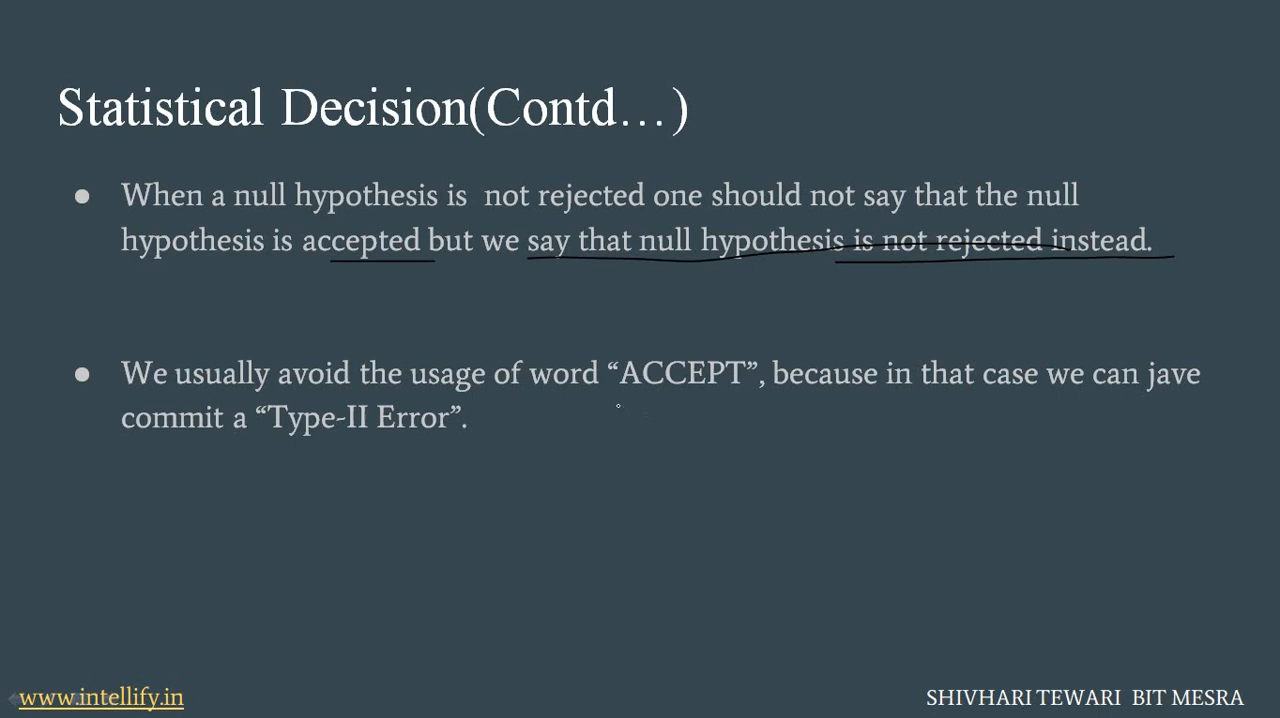 Statistical Decision(Contd…)
● When a null hypothesis is  not rejected one should not say that the null
hypothesis is accepted but we say that null hypothesis is not rejected instead.
● We usually avoid the usage of word “ACCEPT”, because in that case we can jave
commit a “Type-II Error”.
www.intellify.in
SHIVHARI TEWARI  BIT MESRA